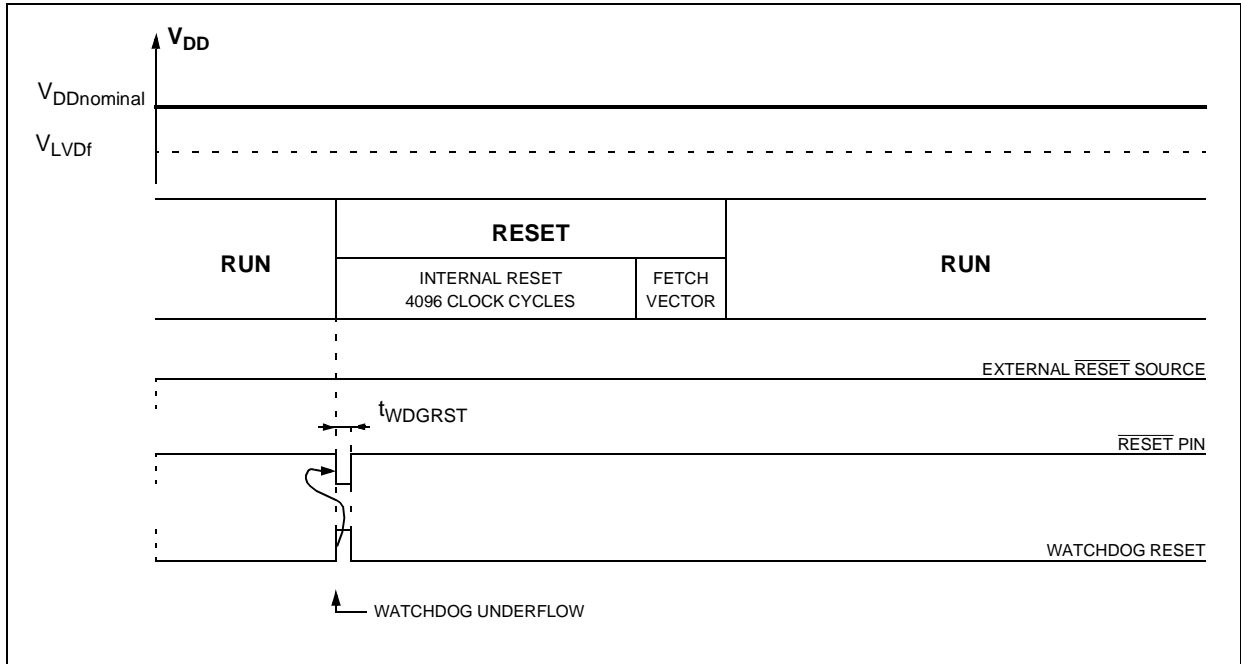 VDD
VDDnominal
VLVDf
RUN
RESET
RUN
INTERNAL RESET
4096 CLOCK CYCLES
FETCH
VECTOR
EXTERNAL RESET SOURCE
tWDGRST
RESET PIN
WATCHDOG RESET
WATCHDOG UNDERFLOW